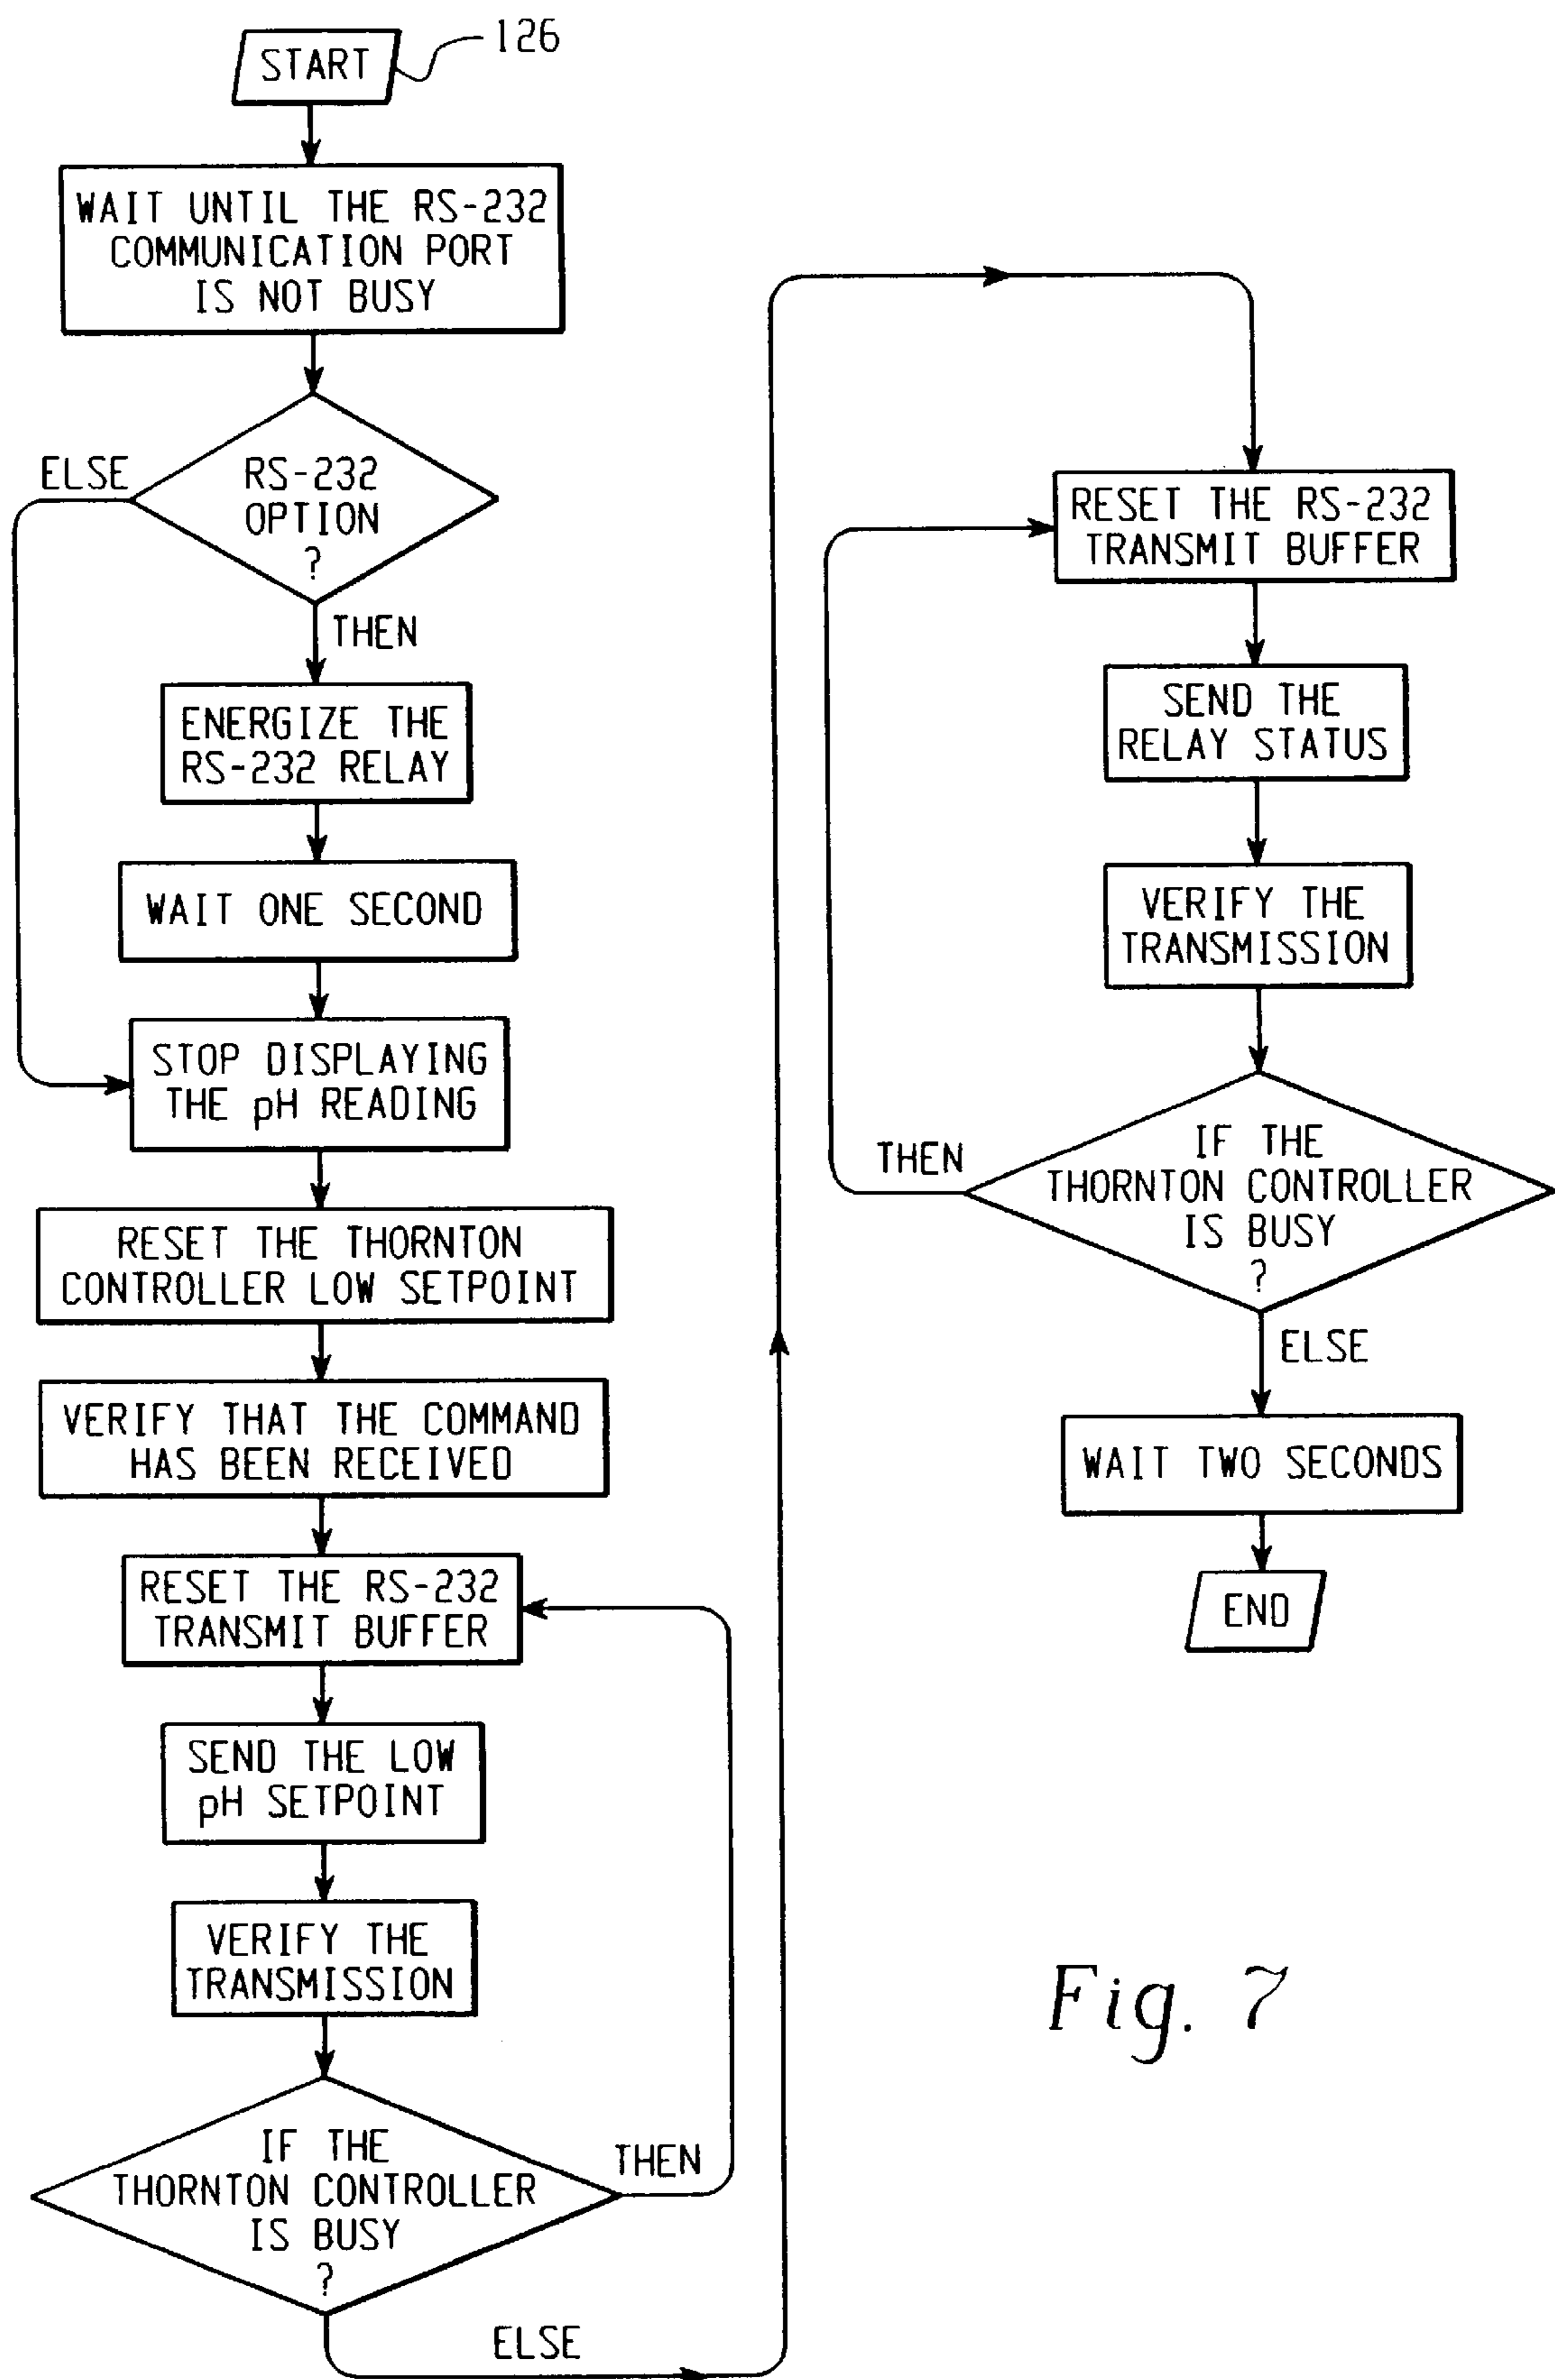 START
126
WAIT UNTIL THE RS-232
COMMUNICATION PORT
IS NOT BUSY
ELSE
RS-232
OPTION
?
THEN
ENERGIZE THE
RS-232 RELAY
WAIT ONE SECOND
STOP DISPLAYING
THE pH READING
RESET THE THORNTON
CONTROLLER LOW SETPOINT
VERIFY THAT THE COMMAND
HAS BEEN RECEIVED
RESET THE RS-232
TRANSMIT BUFFER
SEND THE LOW
pH SETPOINT
VERIFY THE
TRANSMISSION
IF THE
THORNTON CONTROLLER
IS BUSY
?
THEN
ELSE
RESET THE RS-232
TRANSMIT BUFFER
SEND THE
RELAY STATUS
VERIFY THE
TRANSMISSION
THEN
IF THE
THORNTON CONTROLLER
IS BUSY
?
ELSE
WAIT TWO SECONDS
END
Fig. 7